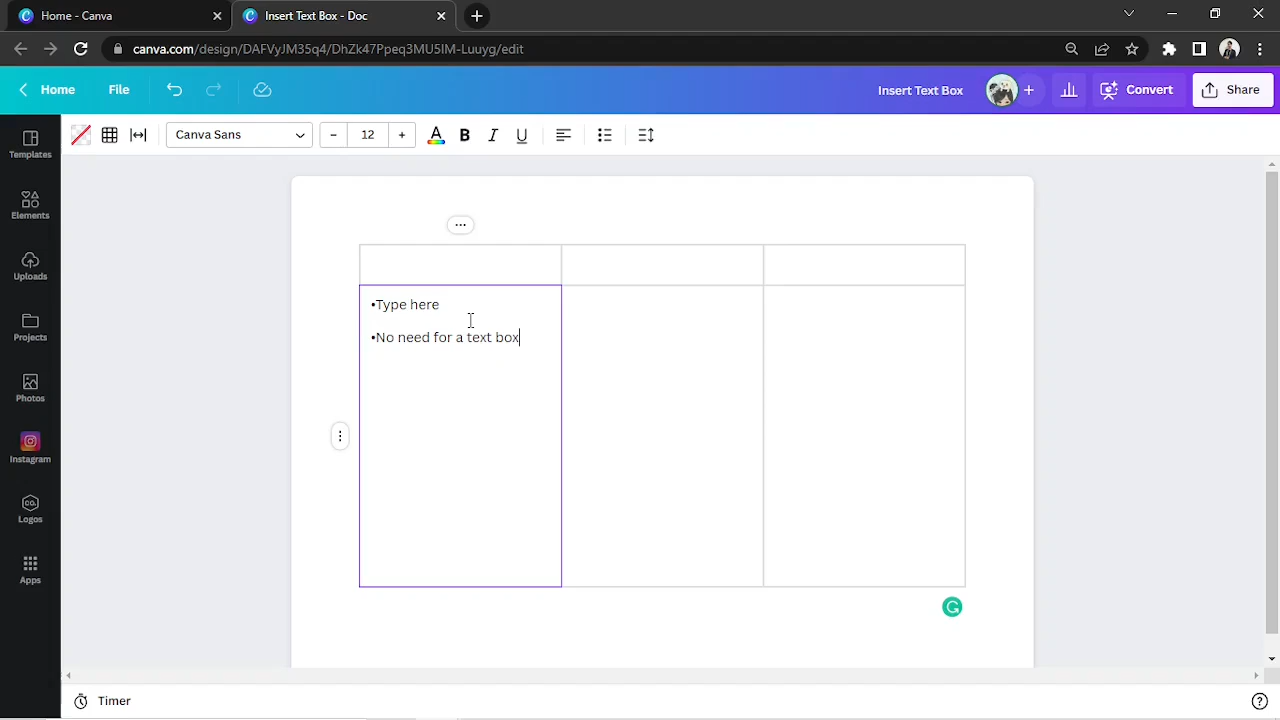 Home - Canva
Insert Text Box - Doc
canva.com/design/DAFVyJM35q4/DhZk47Ppeq3MU5IM-Luuyg/edit
Home
File
Insert Text Box
Convert
Share
Canva Sans
12
B
I
U
Templates
Elements
Uploads
Projects
Photos
Instagram
co.
Logos
Apps
•Type here
•No need for a text box
Timer